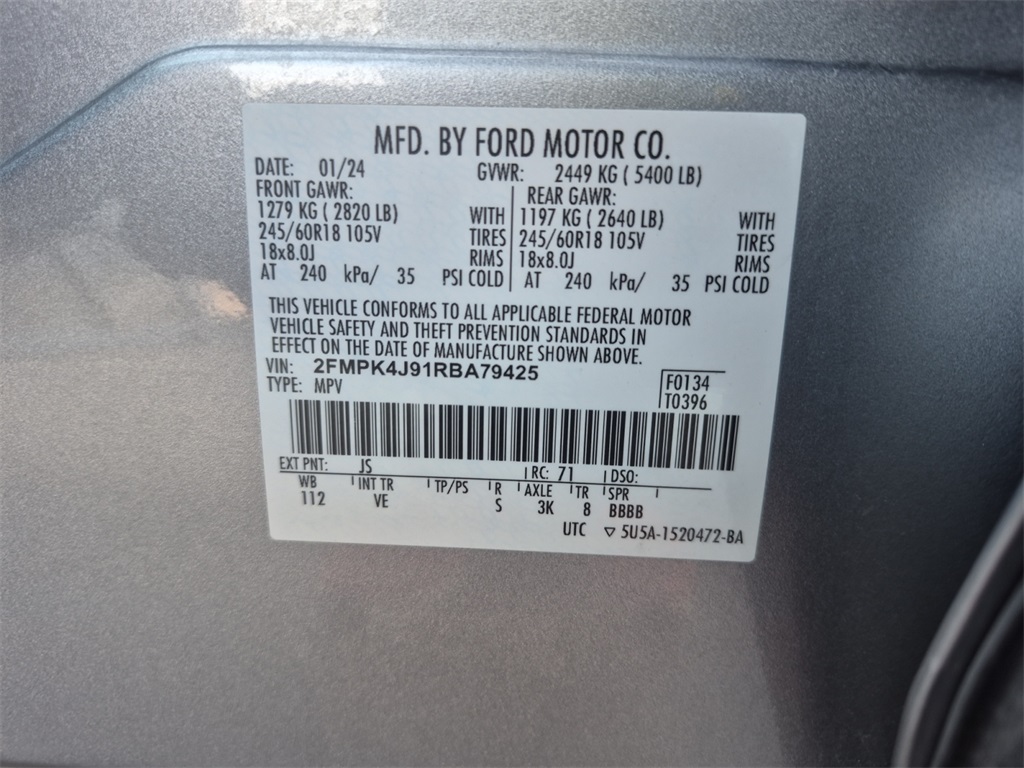 MFD. BY FORD MOTOR CO.
DATE: 01/24 GVWR: 2449 KG ( 5400 LB)
FRONT GAWR: REAR GAWR:
1279 KG ( 2820 LB) WITH 1197 KG ( 2640 LB) WITH
245/60R18 105V TIRES 245/60R18 105V TIRES
18x8.0J RIMS 18x8.0J RIMS
AT 240 kPa/ 35 PSI COLD AT 240 kPa/ 35 PSI COLD
THIS VEHICLE CONFORMS TO ALL APPLICABLE FEDERAL MOTOR
VEHICLE SAFETY AND THEFT PREVENTION STANDARDS IN
EFFECT ON THE DATE OF MANUFACTURE SHOWN ABOVE.
VIN: 2FMPK4J91RBA79425
TYPE: MPV
F0134
T0396
EXT PNT: JS RC: 71 DSO:
WB INT TR TP/PS R AXLE TR SPR
112 VE S 3K 8 BBBB
UTC ▽ 5U5A-1520472-BA